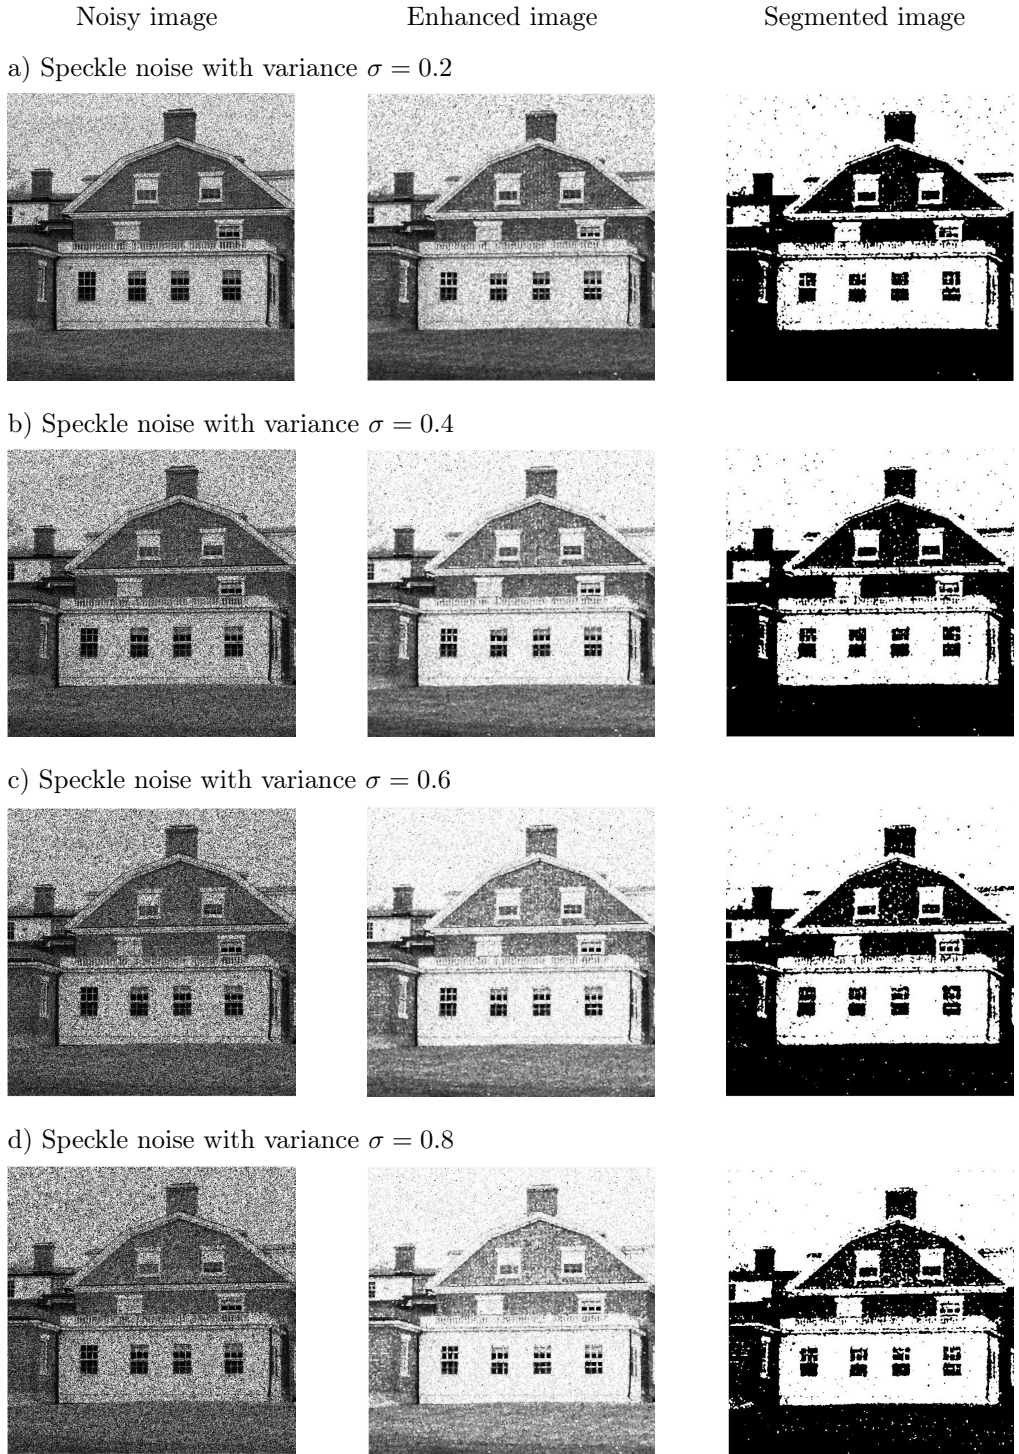 Noisy image Enhanced image Segmented image
a) Speckle noise with variance σ = 0.2
b) Speckle noise with variance σ = 0.4
c) Speckle noise with variance σ = 0.6
d) Speckle noise with variance σ = 0.8